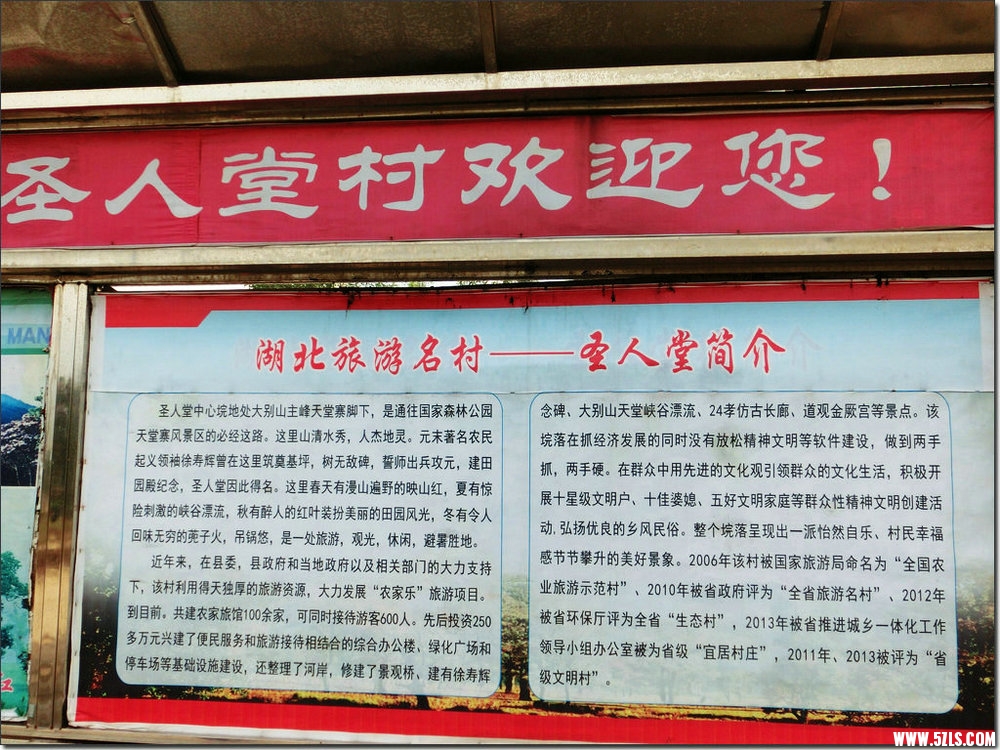 圣人堂村欢迎您！
MAN
湖北旅游名村——圣人堂简介
圣人堂中心垸地处大别山主峰天堂寨脚下，是通往国家森林公园
天堂寨风景区的必经这路。这里山清水秀，人杰地灵。元末著名农民
起义领袖徐寿辉曾在这里筑奠基坪，树无敌碑，誓师出兵攻元，建田
园殿纪念，圣人堂因此得名。这里春天有漫山遍野的映山红，夏有惊
险刺激的峡谷漂流，秋有醉人的红叶装扮美丽的田园风光，冬有令人
回味无穷的蔸子火，吊锅悠，是一处旅游，观光，休闲，避暑胜地。
近年来，在县委，县政府和当地政府以及相关部门的大力支持
下，该村利用得天独厚的旅游资源，大力发展“农家乐”旅游项目。
到目前。共建农家旅馆100余家，可同时接待游客600人。先后投资250
多万元兴建了便民服务和旅游接待相结合的综合办公楼、绿化广场和
停车场等基础设施建设，还整理了河岸，修建了景观桥、建有徐寿辉
念碑、大别山天堂峡谷漂流、24孝仿古长廊、道观金厥宫等景点。该
垸落在抓经济发展的同时没有放松精神文明等软件建设，做到两手
抓，两手硬。在群众中用先进的文化观引领群众的文化生活，积极开
展十星级文明户、十佳婆媳、五好文明家庭等群众性精神文明创建活
动,弘扬优良的乡风民俗。整个垸落呈现出一派怡然自乐、村民幸福
感节节攀升的美好景象。2006年该村被国家旅游局命名为“全国农
业旅游示范村”、2010年被省政府评为“全省旅游名村”、2012年
被省环保厅评为全省“生态村”，2013年被省推进城乡一体化工作
领导小组办公室被为省级“宜居村庄”，2011年、2013被评为“省
级文明村”。
江
WWW.5ZLS.COM